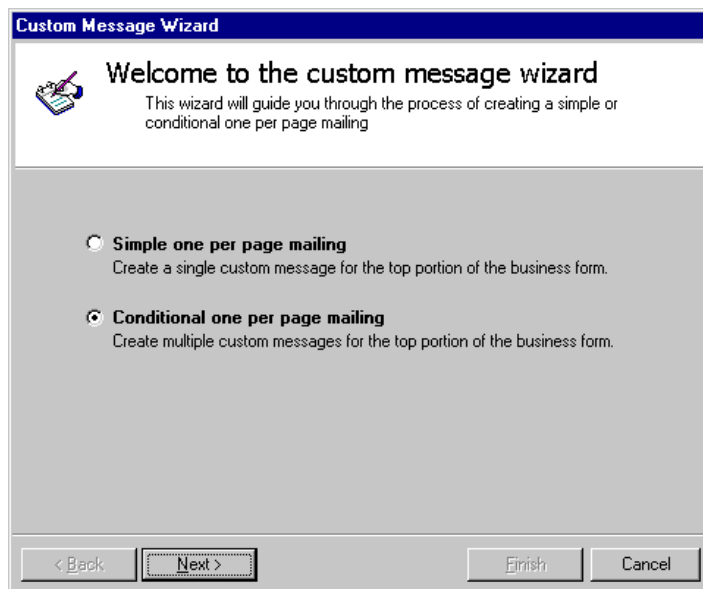 Custom Message Wizard
Welcome to the custom message wizard
This wizard will guide you through the process of creating a simple or
conditional one per page mailing
Simple one per page mailing
Create a single custom message for the top portion of the business form.
Conditional one per page mailing
Create multiple custom messages for the top portion of the business form.
< Back Next > Finish Cancel